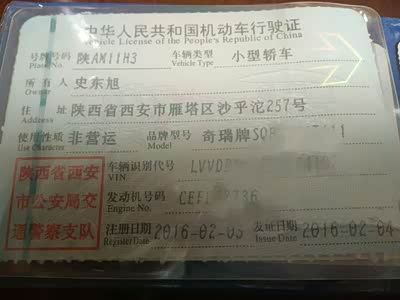 中华人民共和国机动车行驶证
Vehicle License of the People's Republic of China
号牌号码 陕AM11H3 车辆类型 小型轿车
Plate No. Vehicle Type
所有人 史东旭
Owner
住址 陕西省西安市雁塔区沙乎沱257号
Address
使用性质 非营运 品牌型号 奇瑞牌
Use Character Model
陕西省西安 车辆识别代号
VIN
市公安局交 发动机号码
Engine No.
通警察支队 注册日期 发证日期 2016-02-04
Register Date Issue Date